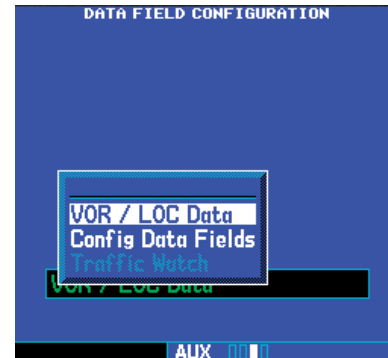 DATA FIELD CONFIGURATION
VOR / LOC Data
Config Data Fields
Traffic Watch
VOR / LOC Data
AUX